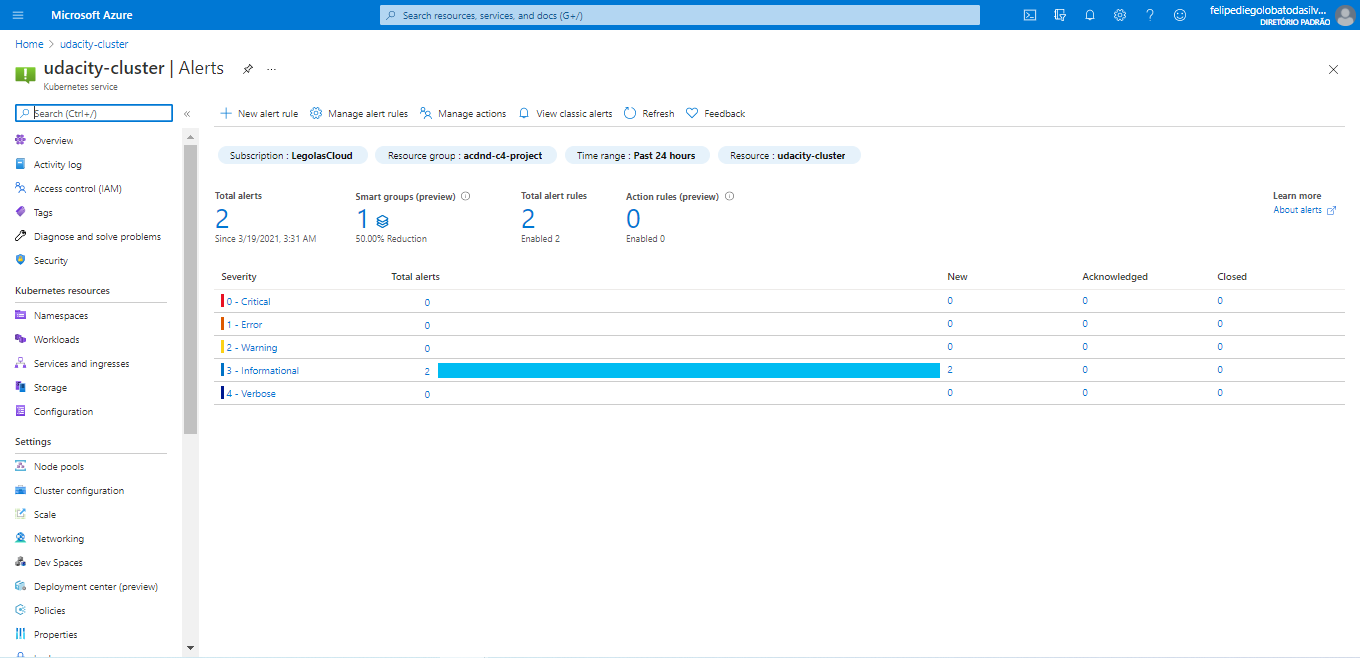 Microsoft Azure
Search resources, services, and docs (G+/)
felipediegolobatodasilv...
DIRETÓRIO PADRÃO
Home > udacity-cluster
udacity-cluster | Alerts ...
Kubernetes service
Search (Ctrl+/) «
Overview
Activity log
Access control (IAM)
Tags
Diagnose and solve problems
Security
Kubernetes resources
Namespaces
Workloads
Services and ingresses
Storage
Configuration
Settings
Node pools
Cluster configuration
Scale
Networking
Dev Spaces
Deployment center (preview)
Policies
Properties
New alert rule Manage alert rules Manage actions View classic alerts Refresh Feedback
Subscription : LegolasCloud Resource group : acdnd-c4-project Time range : Past 24 hours Resource : udacity-cluster
Total alerts Smart groups (preview) Total alert rules Action rules (preview)
2 1 2 0
Since 3/19/2021, 3:31 AM 50.00% Reduction Enabled 2 Enabled 0
Learn more
About alerts
Severity Total alerts New Acknowledged Closed
0 - Critical 0 0 0 0
1 - Error 0 0 0 0
2 - Warning 0 0 0 0
3 - Informational 2 2 0 0
4 - Verbose 0 0 0 0